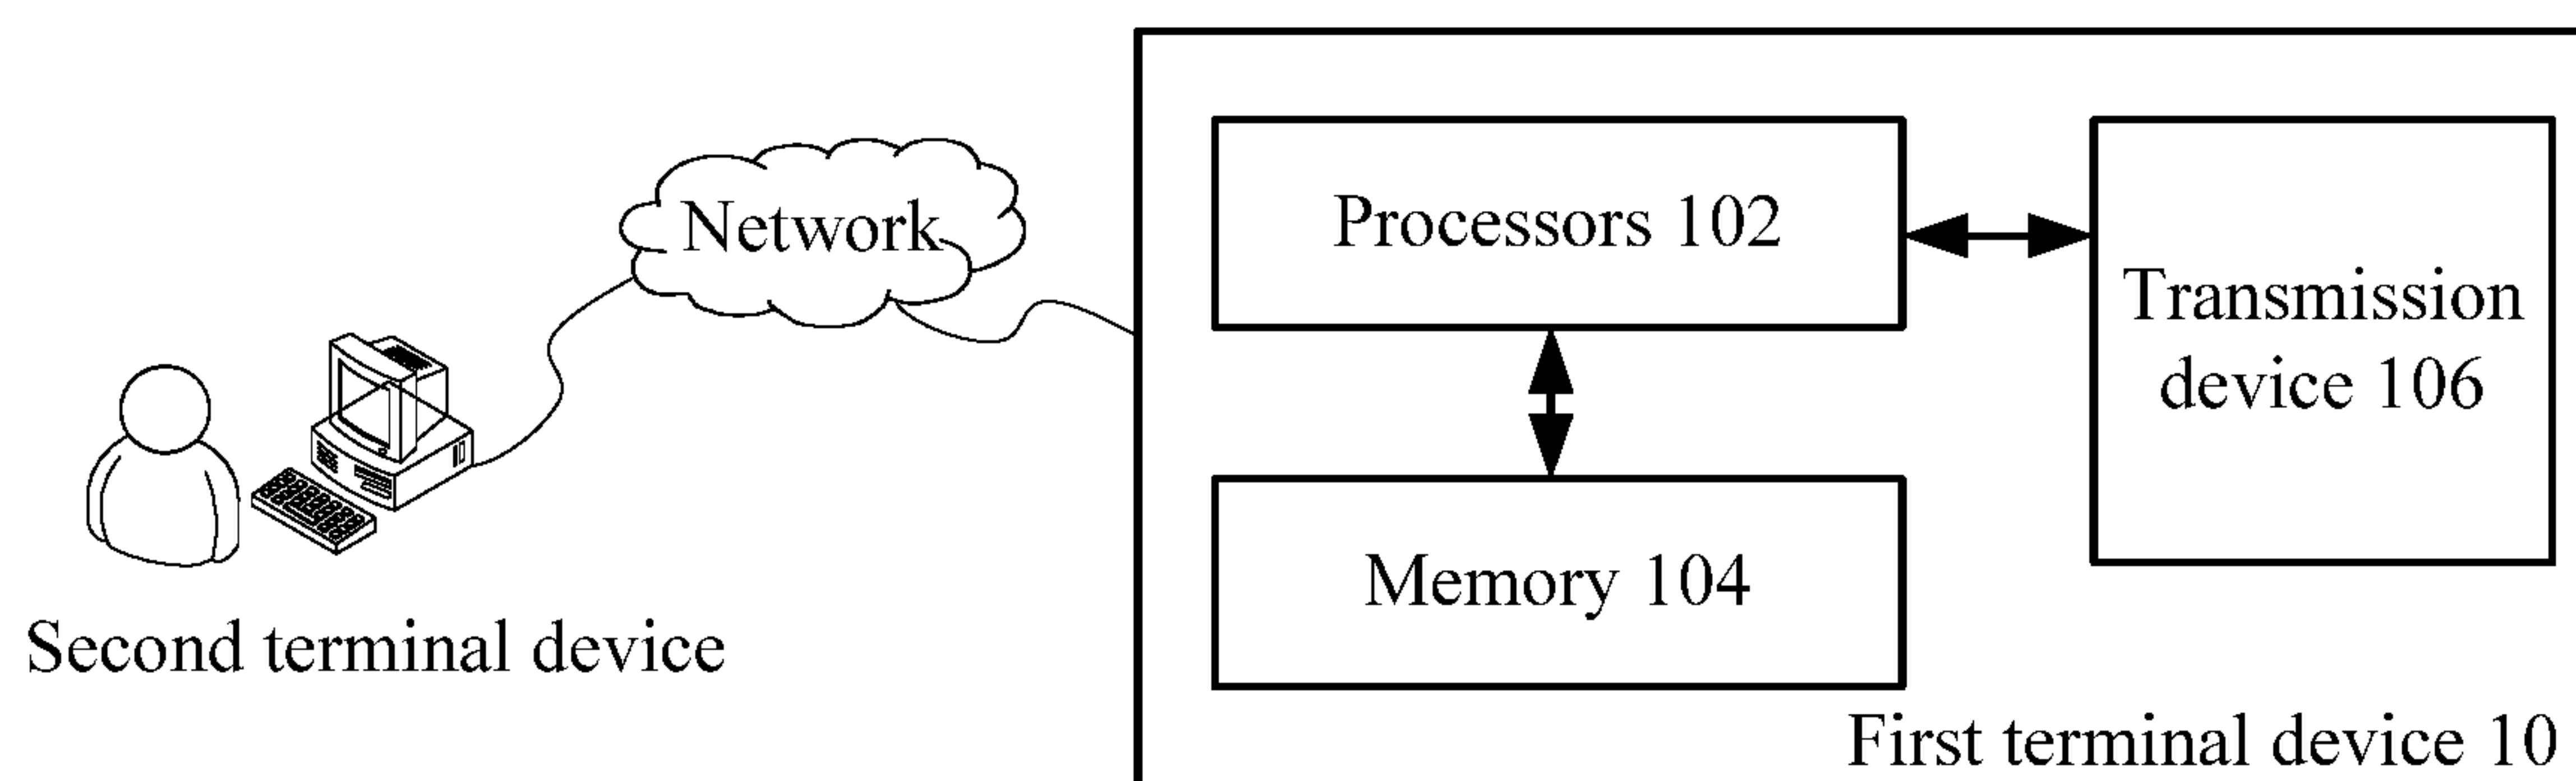 Network
Processors 102
Transmission
device 106
Memory 104
Second terminal device
First terminal device 10